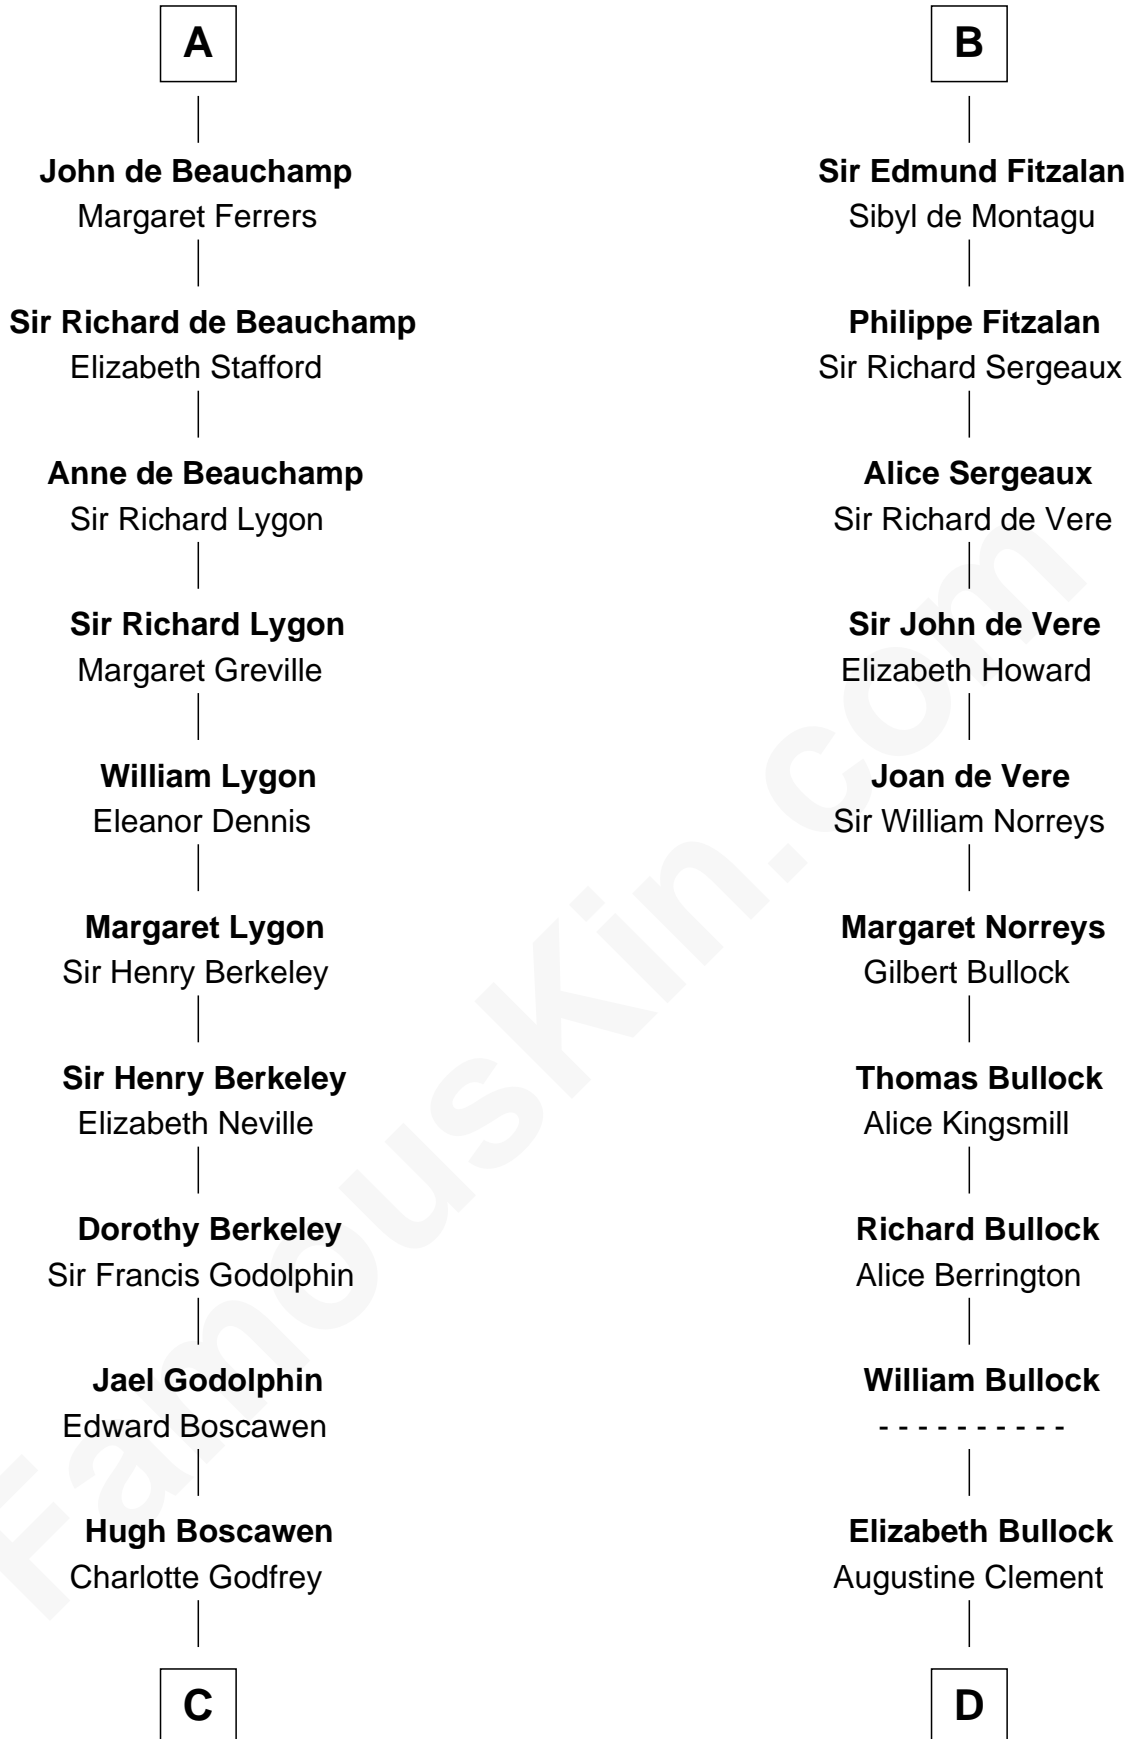 A
John de Beauchamp
Margaret Ferrers
Sir Richard de Beauchamp
Elizabeth Stafford
Anne de Beauchamp
Sir Richard Lygon
Sir Richard Lygon
Margaret Greville
William Lygon
Eleanor Dennis
Margaret Lygon
Sir Henry Berkeley
Sir Henry Berkeley
Elizabeth Neville
Dorothy Berkeley
Sir Francis Godolphin
Jael Godolphin
Edward Boscawen
Hugh Boscawen
Charlotte Godfrey
C
B
Sir Edmund Fitzalan
Sibyl de Montagu
Philippe Fitzalan
Sir Richard Sergeaux
Alice Sergeaux
Sir Richard de Vere
Sir John de Vere
Elizabeth Howard
Joan de Vere
Sir William Norreys
Margaret Norreys
Gilbert Bullock
Thomas Bullock
Alice Kingsmill
Richard Bullock
Alice Berrington
William Bullock
- - - - - - - - - -
Elizabeth Bullock
Augustine Clement
D
FamousKin.com